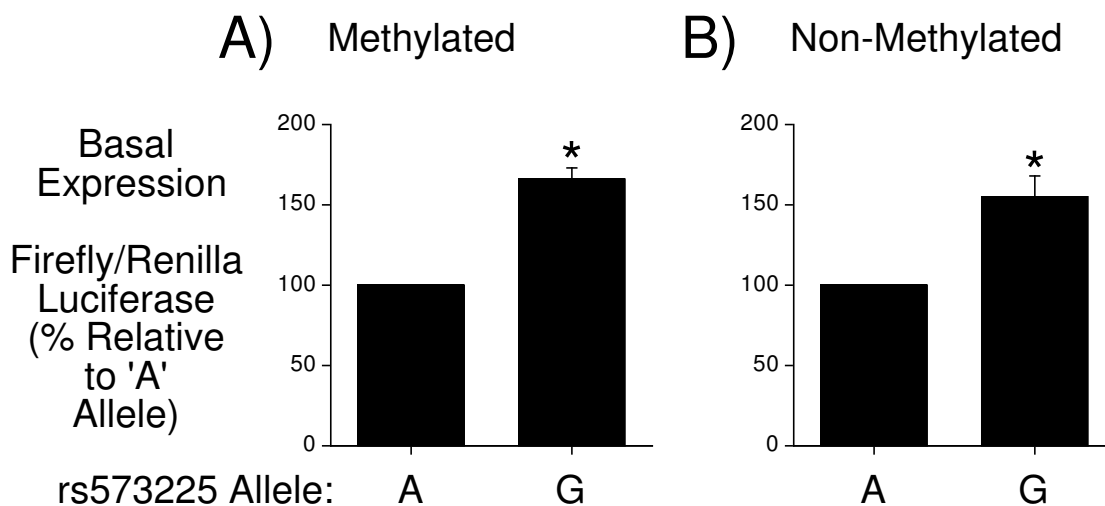 A) Methylated
B) Non-Methylated
Basal
Expression
Firefly/Renilla
Luciferase
(% Relative
to 'A'
Allele)
200
*
150
100
50
0
200
*
150
100
50
0
rs573225 Allele: A G A G